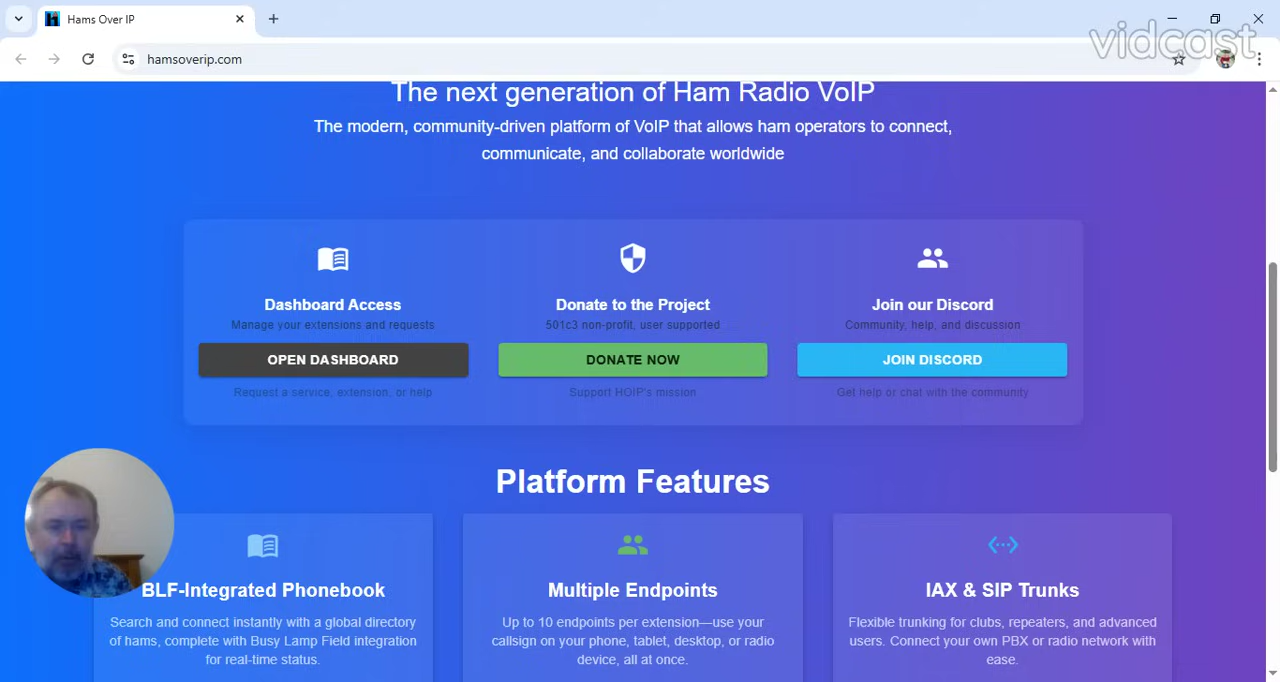 Hams Over IP
vidcast
hamsoverip.com
The next generation of Ham Radio VoIP
The modern, community-driven platform of VoIP that allows ham operators to connect,
communicate, and collaborate worldwide
Dashboard Access
Manage your extensions and requests
OPEN DASHBOARD
Request a service, extension, or help
Donate to the Project
501c3 non-profit, user supported
DONATE NOW
Support HOIP's mission
Join our Discord
Community, help, and discussion
JOIN DISCORD
Get help or chat with the community
Platform Features
BLF-Integrated Phonebook
Search and connect instantly with a global directory
of hams, complete with Busy Lamp Field integration
for real-time status.
Multiple Endpoints
Up to 10 endpoints per extension—use your
callsign on your phone, tablet, desktop, or radio
device, all at once.
IAX & SIP Trunks
Flexible trunking for clubs, repeaters, and advanced
users. Connect your own PBX or radio network with
ease.